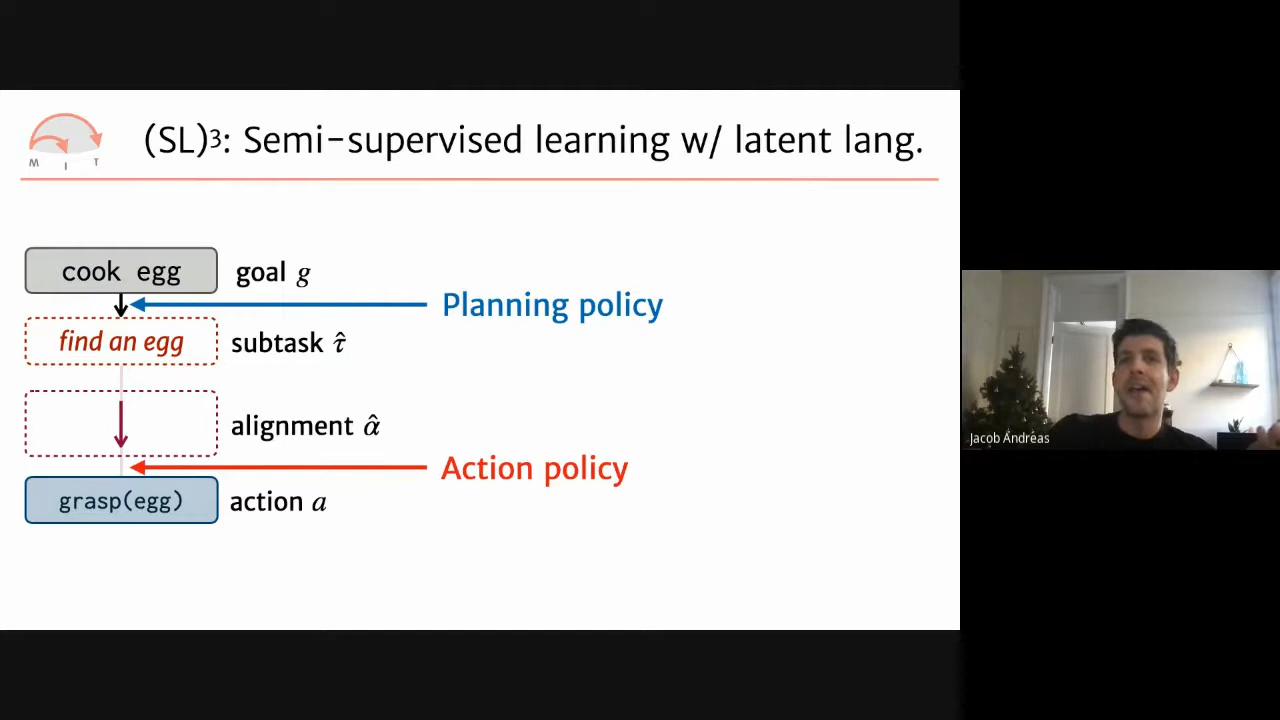 (SL)³: Semi-supervised learning w/ latent lang.
M I T
cook egg
goal g
Planning policy
find an egg
subtask τ̂
alignment α̂
Action policy
grasp(egg)
action a
Jacob Andreas